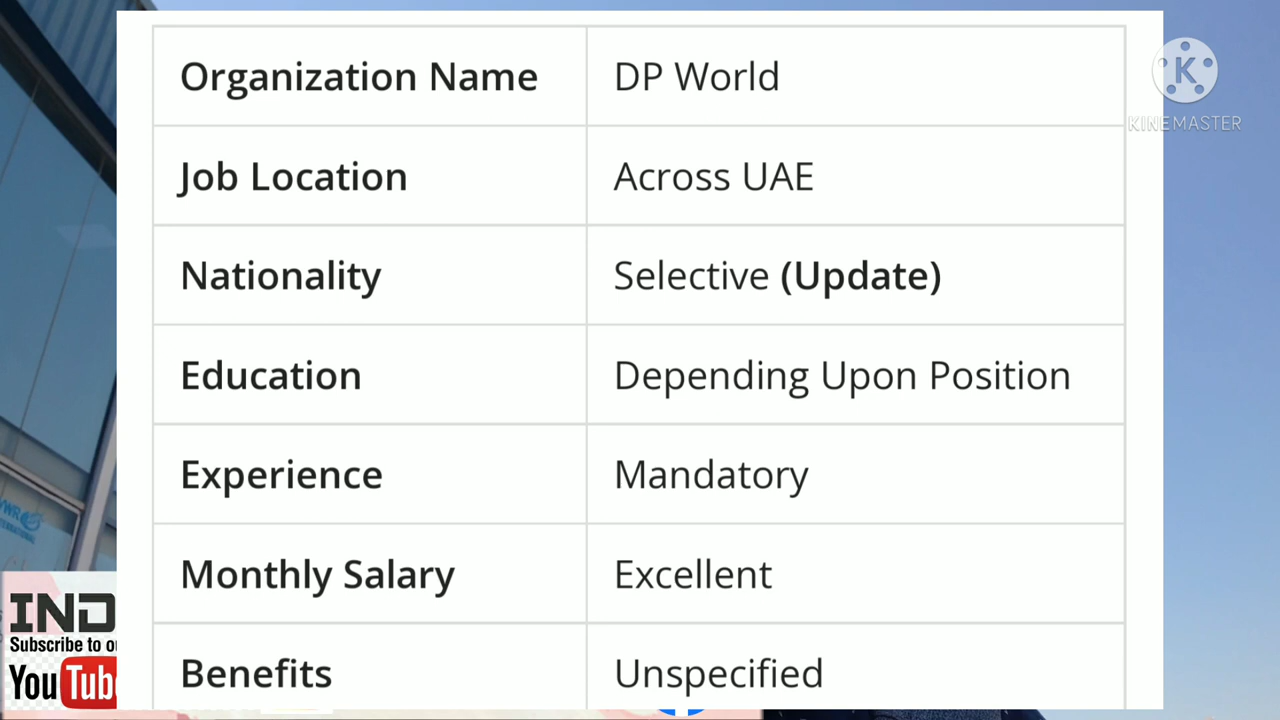 Organization Name DP World
KINEMASTER
Job Location Across UAE
Nationality Selective (Update)
Education Depending Upon Position
Experience Mandatory
Monthly Salary Excellent
IND
Subscribe to
Benefits Unspecified
YouTub